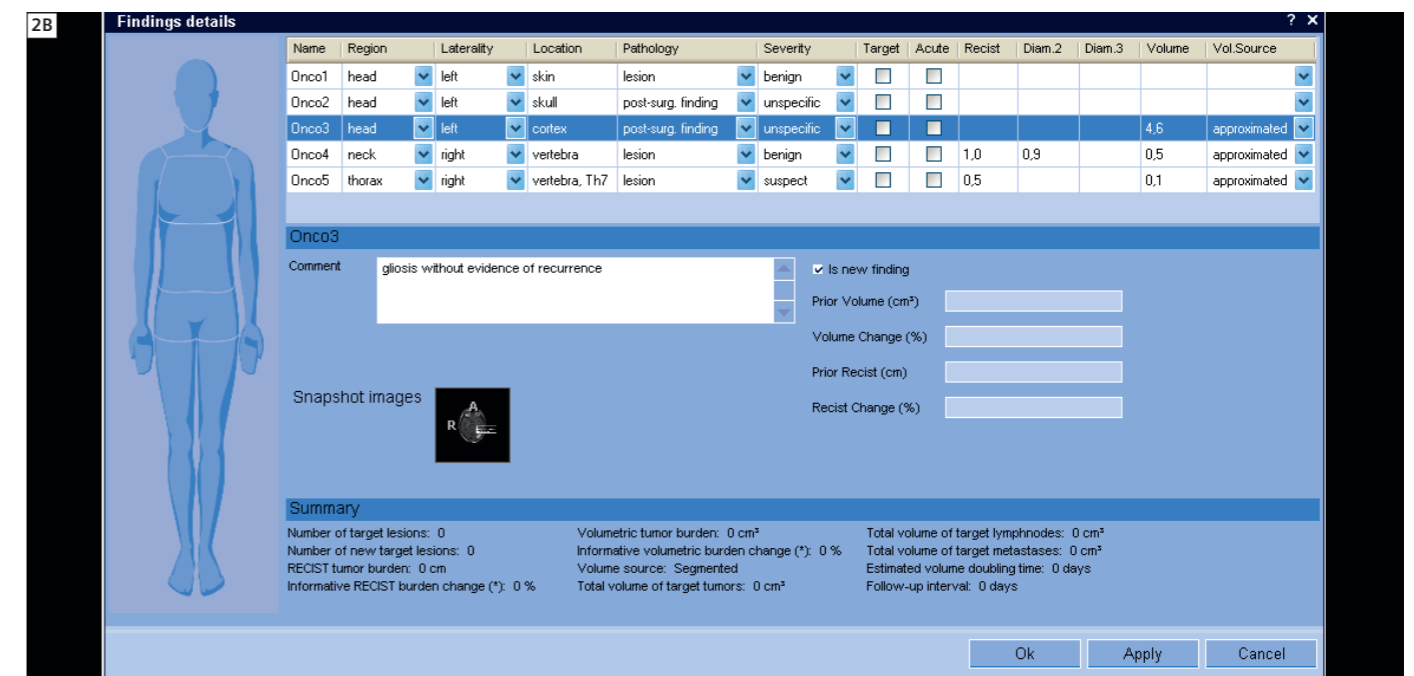 2B
Findings details ? ×
Name Region Laterality Location Pathology Severity Target Acute Recist Diam.2 Diam.3 Volume Vol.Source
Onco1 head left skin lesion benign
Onco2 head left skull post-surg. finding unspecific
Onco3 head left cortex post-surg. finding unspecific 4,6 approximated
Onco4 neck right vertebra lesion benign 1,0 0,9 0,5 approximated
Onco5 thorax right vertebra, Th7 lesion suspect 0,5 0,1 approximated
Onco3
Comment gliosis without evidence of recurrence
Is new finding
Prior Volume (cm³)
Volume Change (%)
Prior Recist (cm)
Recist Change (%)
Snapshot images
A
R
Summary
Number of target lesions: 0 Volumetric tumor burden: 0 cm³ Total volume of target lymphnodes: 0 cm³
Number of new target lesions: 0 Informative volumetric burden change (*): 0 % Total volume of target metastases: 0 cm³
RECIST tumor burden: 0 cm Volume source: Segmented Estimated volume doubling time: 0 days
Informative RECIST burden change (*): 0 % Total volume of target tumors: 0 cm³ Follow-up interval: 0 days
Ok Apply Cancel